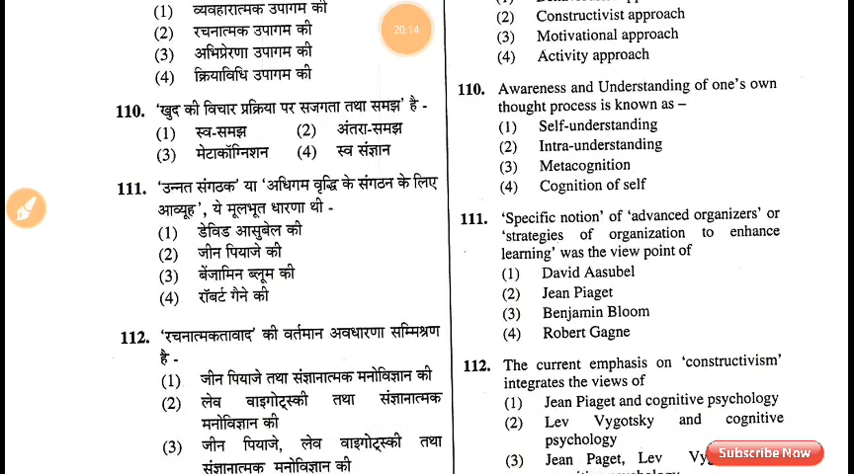 (1) व्यवहारात्मक उपागम की
(2) रचनात्मक उपागम की
(3) अभिप्रेरणा उपागम की
(4) क्रियाविधि उपागम की
110. 'खुद की विचार प्रक्रिया पर सजगता तथा समझ' है -
(1) स्व-समझ (2) अंतरा-समझ
(3) मेटाकॉग्निशन (4) स्व संज्ञान
111. 'उन्नत संगठक' या 'अधिगम वृद्धि के संगठन के लिए
आव्यूह', ये मूलभूत धारणा थी -
(1) डेविड आसुबेल की
(2) जीन पियाजे की
(3) बेंजामिन ब्लूम की
(4) रॉबर्ट गैने की
112. 'रचनात्मकतावाद' की वर्तमान अवधारणा सम्मिश्रण
है -
(1) जीन पियाजे तथा संज्ञानात्मक मनोविज्ञान की
(2) लेव वाइगोट्स्की तथा संज्ञानात्मक
मनोविज्ञान की
(3) जीन पियाजे, लेव वाइगोट्स्की तथा
संज्ञानात्मक मनोविज्ञान की
20:14
(2) Constructivist approach
(3) Motivational approach
(4) Activity approach
110. Awareness and Understanding of one's own
thought process is known as –
(1) Self-understanding
(2) Intra-understanding
(3) Metacognition
(4) Cognition of self
111. 'Specific notion' of 'advanced organizers' or
'strategies of organization to enhance
learning' was the view point of
(1) David Aasubel
(2) Jean Piaget
(3) Benjamin Bloom
(4) Robert Gagne
112. The current emphasis on 'constructivism'
integrates the views of
(1) Jean Piaget and cognitive psychology
(2) Lev Vygotsky and cognitive
psychology
(3) Jean Paget, Lev
Subscribe Now